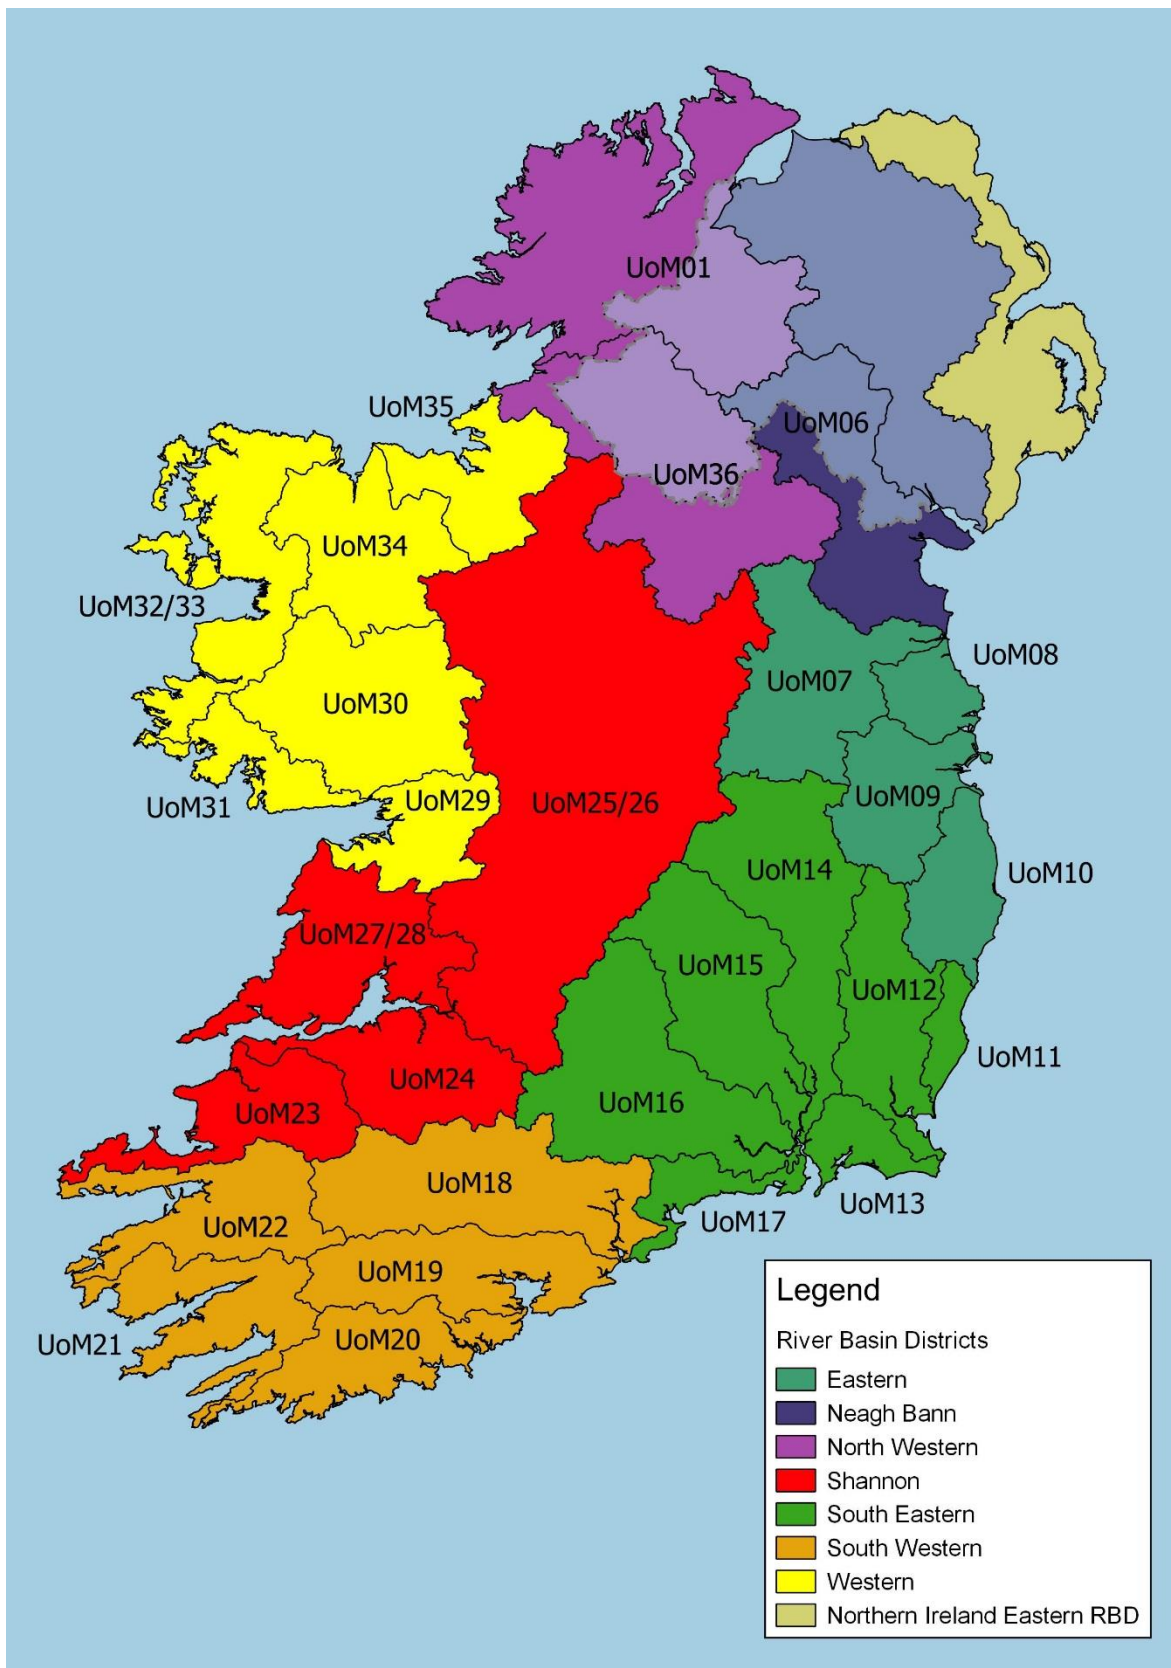 UoM01
UoM35
UoM06
UoM36
UoM34
UoM32/33
UoM08
UoM07
UoM30
UoM31
UoM29
UoM25/26
UoM09
UoM14
UoM10
UoM27/28
UoM15
UoM12
UoM11
UoM24
UoM23
UoM16
UoM18
UoM13
UoM17
UoM22
UoM19
UoM21
UoM20
Legend
River Basin Districts
Eastern
Neagh Bann
North Western
Shannon
South Eastern
South Western
Western
Northern Ireland Eastern RBD